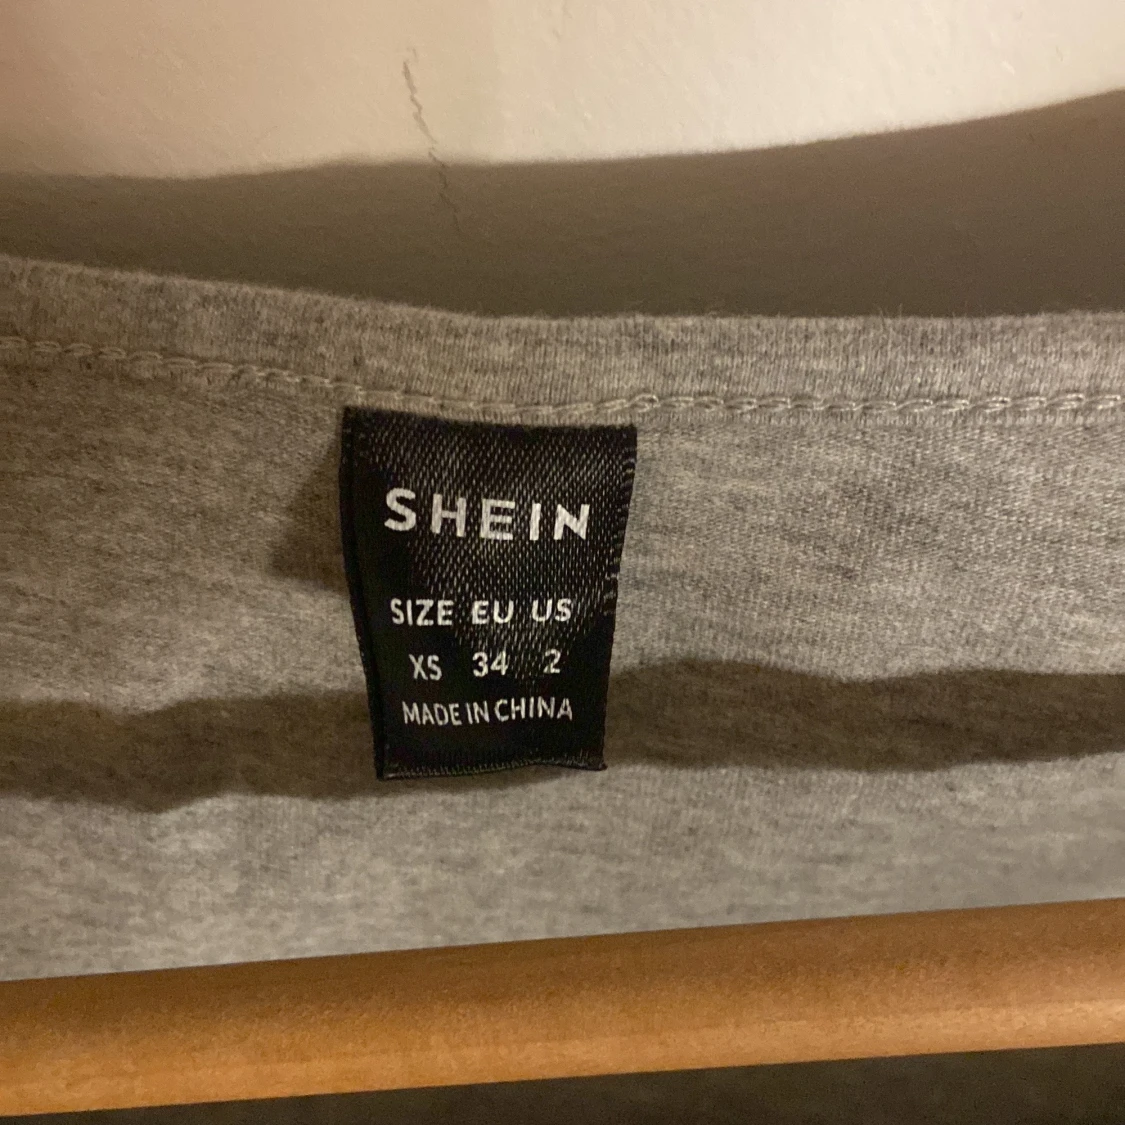 SHEIN
SIZE EU US
XS 34 2
MADE IN CHINA